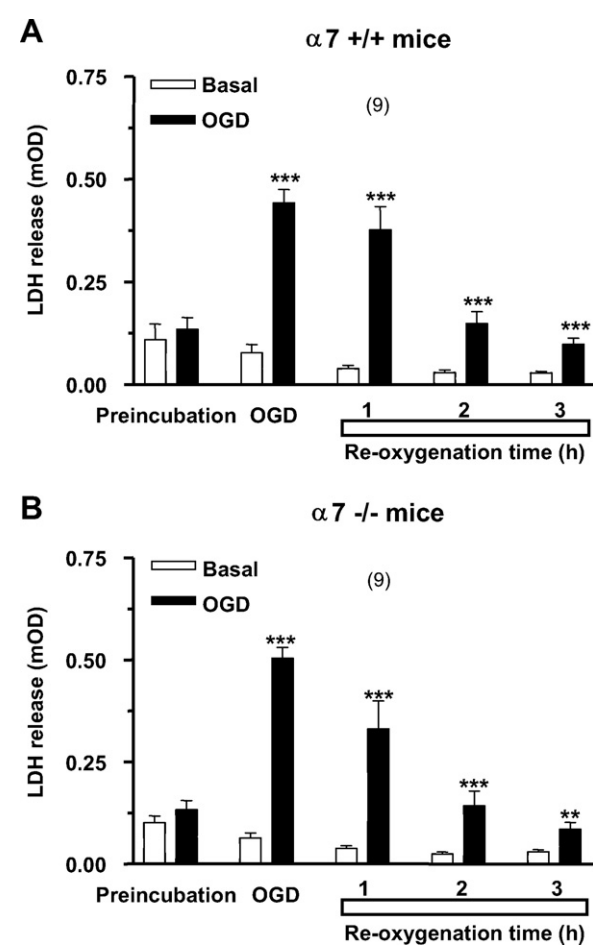 A
α7 +/+ mice
0.75
Basal
OGD
(9)
LDH release (mOD)
0.50
***
***
0.25
***
***
0.00
Preincubation OGD 1 2 3
Re-oxygenation time (h)
B
α7 -/- mice
0.75
Basal
OGD
(9)
LDH release (mOD)
0.50
***
***
0.25
***
**
0.00
Preincubation OGD 1 2 3
Re-oxygenation time (h)